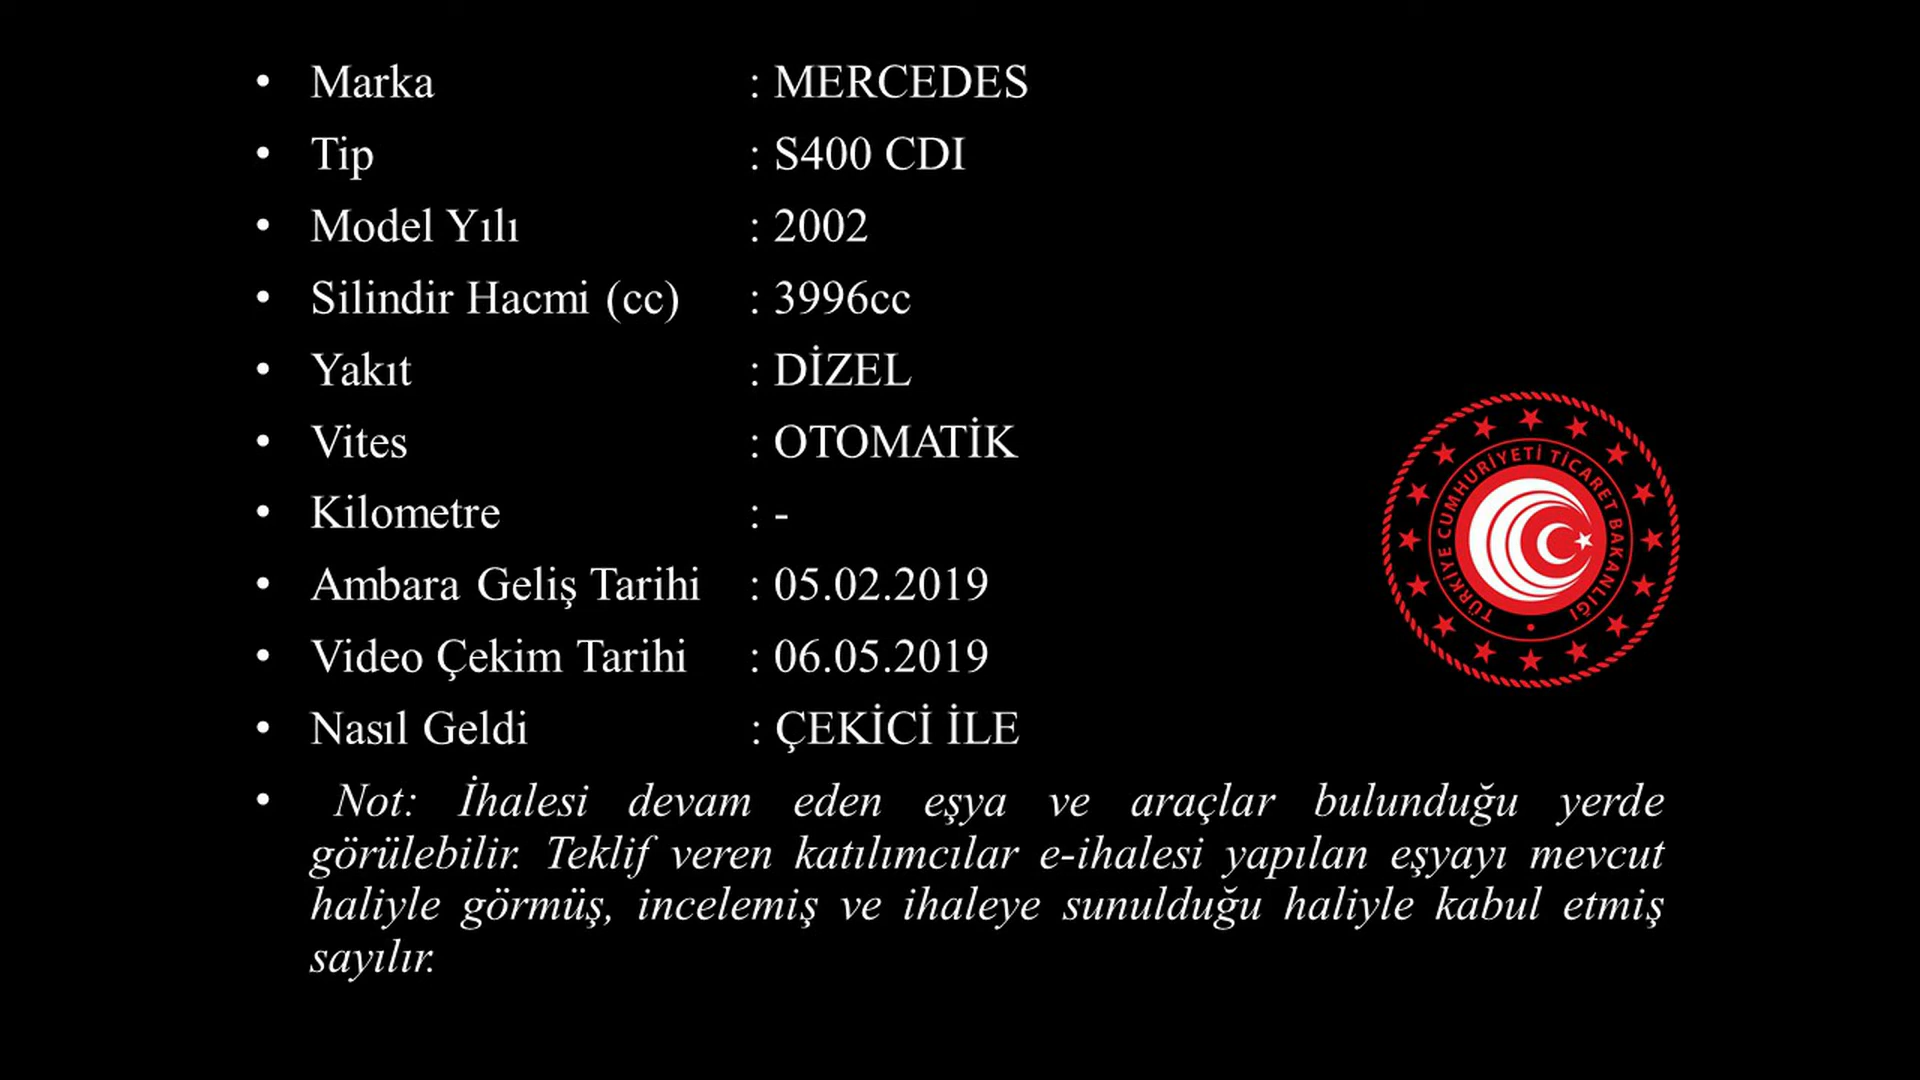 • Marka : MERCEDES
• Tip : S400 CDI
• Model Yılı : 2002
• Silindir Hacmi (cc) : 3996cc
• Yakıt : DİZEL
• Vites : OTOMATİK
• Kilometre : -
• Ambara Geliş Tarihi : 05.02.2019
• Video Çekim Tarihi : 06.05.2019
• Nasıl Geldi : ÇEKİCİ İLE
• Not: İhalesi devam eden eşya ve araçlar bulunduğu yerde
görülebilir. Teklif veren katılımcılar e-ihalesi yapılan eşyayı mevcut
haliyle görmüş, incelemiş ve ihaleye sunulduğu haliyle kabul etmiş
sayılır.
TÜRKİYE CUMHURİYETİ TİCARET BAKANLIĞI